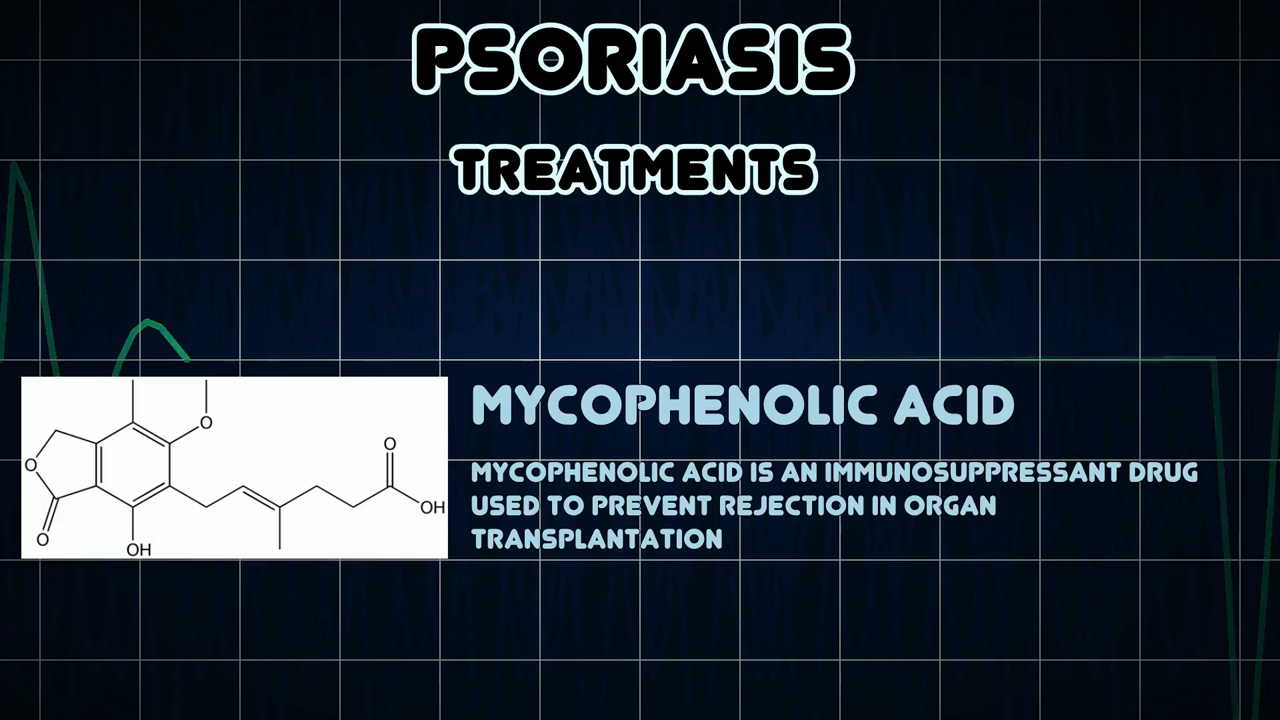 PSORIASIS
TREATMENTS
MYCOPHENOLIC ACID
MYCOPHENOLIC ACID IS AN IMMUNOSUPPRESSANT DRUG
USED TO PREVENT REJECTION IN ORGAN
TRANSPLANTATION
O
O
O
OH
O
OH